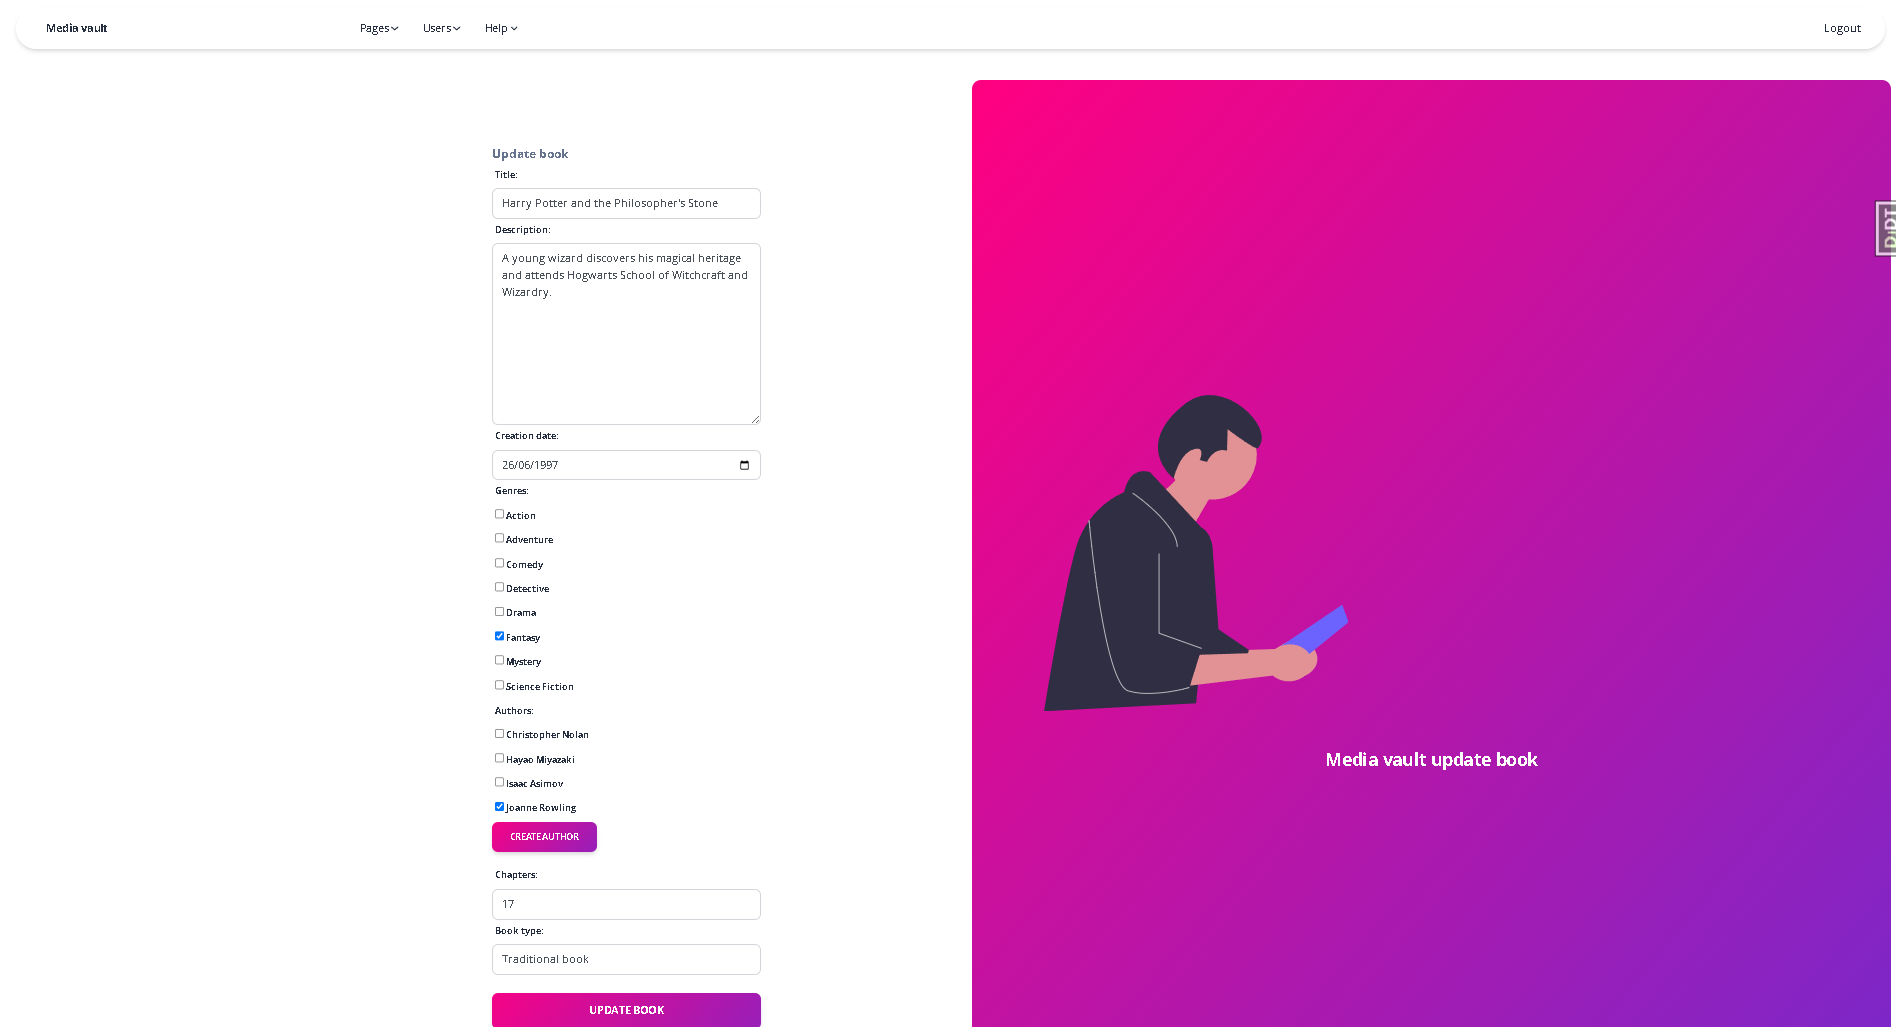 Media vault
Pages
Users
Help
Logout
Update book
Title:
Harry Potter and the Philosopher's Stone
Description:
A young wizard discovers his magical heritage
and attends Hogwarts School of Witchcraft and
Wizardry.
Creation date:
26/06/1997
Genres:
Action
Adventure
Comedy
Detective
Drama
Fantasy
Mystery
Science Fiction
Authors:
Christopher Nolan
Hayao Miyazaki
Isaac Asimov
Joanne Rowling
CREATE AUTHOR
Chapters:
17
Book type:
Traditional book
UPDATE BOOK
Media vault update book
DjDT